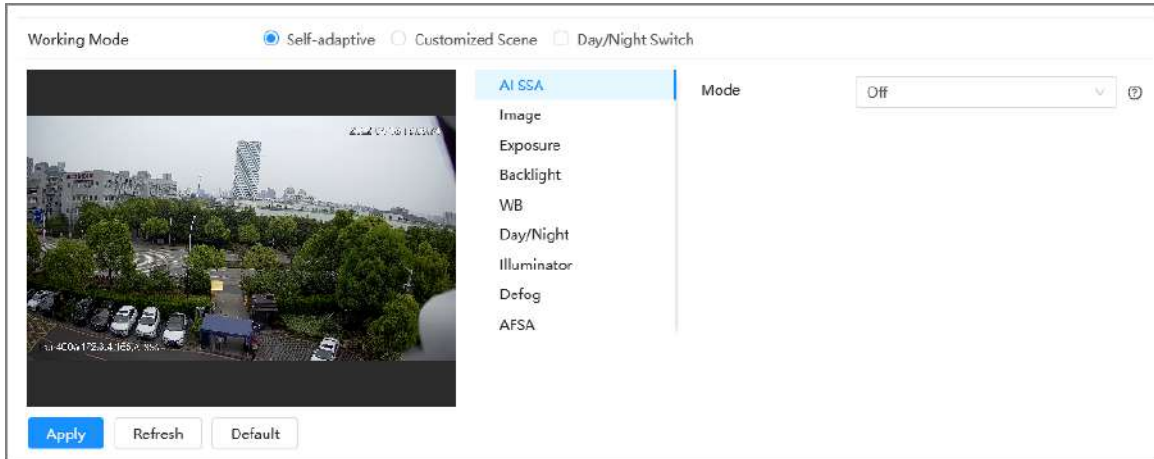 Working Mode Self-adaptive Customized Scene Day/Night Switch
AI SSA
Mode Off
Image
Exposure
Backlight
WB
Day/Night
Illuminator
Defog
AFSA
Apply Refresh Default